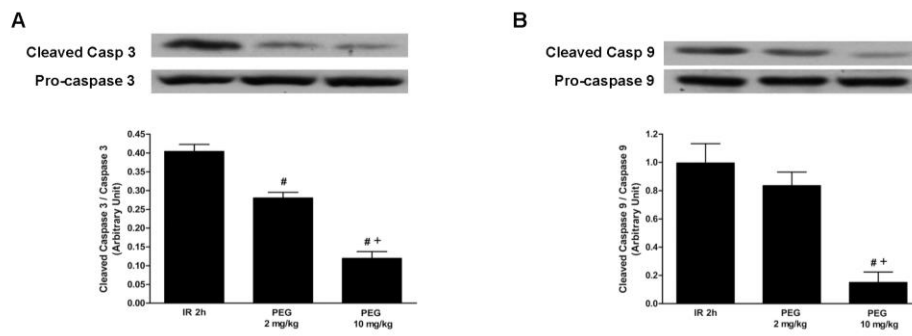 A
Cleaved Casp 3
Pro-caspase 3
Cleaved Caspase 3 / Caspase 3
(Arbitrary Unit)
0.45
0.40
0.35
0.30
0.25
0.20
0.15
0.10
0.05
0.00
#
# +
IR 2h
PEG
2 mg/kg
PEG
10 mg/kg
B
Cleaved Casp 9
Pro-caspase 9
Cleaved Caspase 9 / Caspase 9
(Arbitrary Unit)
1.2
1.0
0.8
0.6
0.4
0.2
0.0
# +
IR 2h
PEG
2 mg/kg
PEG
10 mg/kg